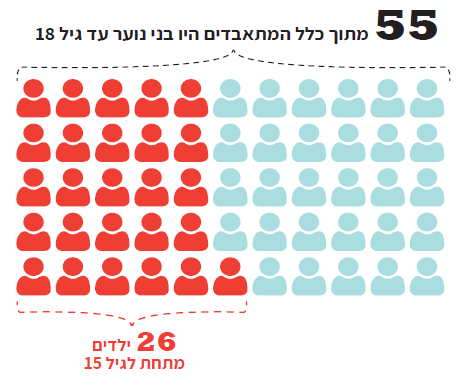 55 מתוך כלל המתאבדים היו בני נוער עד גיל 18
26 ילדים
מתחת לגיל 15